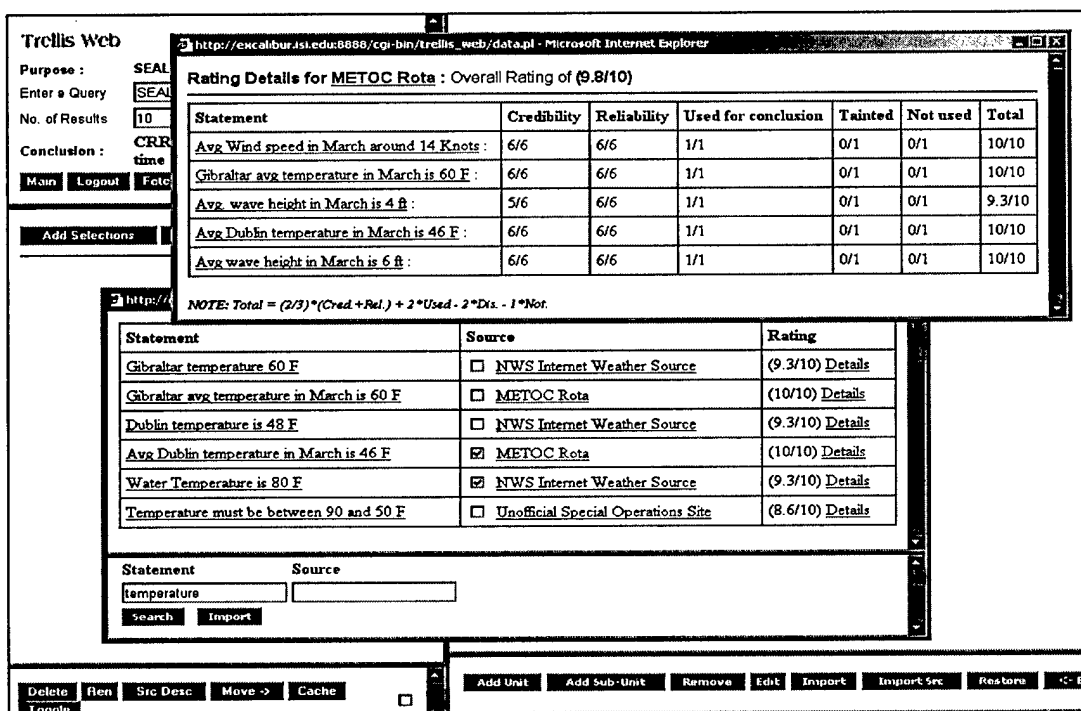 Trellis Web
Purpose : SEAL
Enter a Query SEAL
No. of Results 10
Conclusion : CRR
time
Main Logout Fetc
Add Selections
http://excalibur.isi.edu:8888/cgi-bin/trellis_web/data.pl - Microsoft Internet Explorer
Rating Details for METOC Rota : Overall Rating of (9.8/10)
Statement Credibility Reliability Used for conclusion Tainted Not used Total
Avg Wind speed in March around 14 Knots : 6/6 6/6 1/1 0/1 0/1 10/10
Gibraltar avg temperature in March is 60 F : 6/6 6/6 1/1 0/1 0/1 10/10
Avg. wave height in March is 4 ft : 5/6 6/6 1/1 0/1 0/1 9.3/10
Avg Dublin temperature in March is 46 F : 6/6 6/6 1/1 0/1 0/1 10/10
Avg wave height in March is 6 ft : 6/6 6/6 1/1 0/1 0/1 10/10
NOTE: Total = (2/3)*(Cred.+Rel.) + 2*Used - 2*Dis. - 1*Not.
http://
Statement Source Rating
Gibraltar temperature 60 F NWS Internet Weather Source (9.3/10) Details
Gibraltar avg temperature in March is 60 F METOC Rota (10/10) Details
Dublin temperature is 48 F NWS Internet Weather Source (9.3/10) Details
Avg Dublin temperature in March is 46 F METOC Rota (10/10) Details
Water Temperature is 80 F NWS Internet Weather Source (9.3/10) Details
Temperature must be between 90 and 50 F Unofficial Special Operations Site (8.6/10) Details
Statement Source
temperature
Search Import
Delete Ren Src Desc Move -> Cache
Toggle
Add Unit Add Sub-Unit Remove Edit Import Import Src Restore <- E